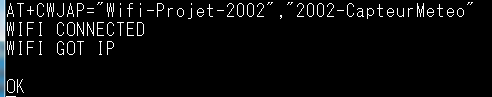 AT+CWJAP="Wifi-Projet-2002","2002-CapteurMeteo"
WIFI CONNECTED
WIFI GOT IP
OK